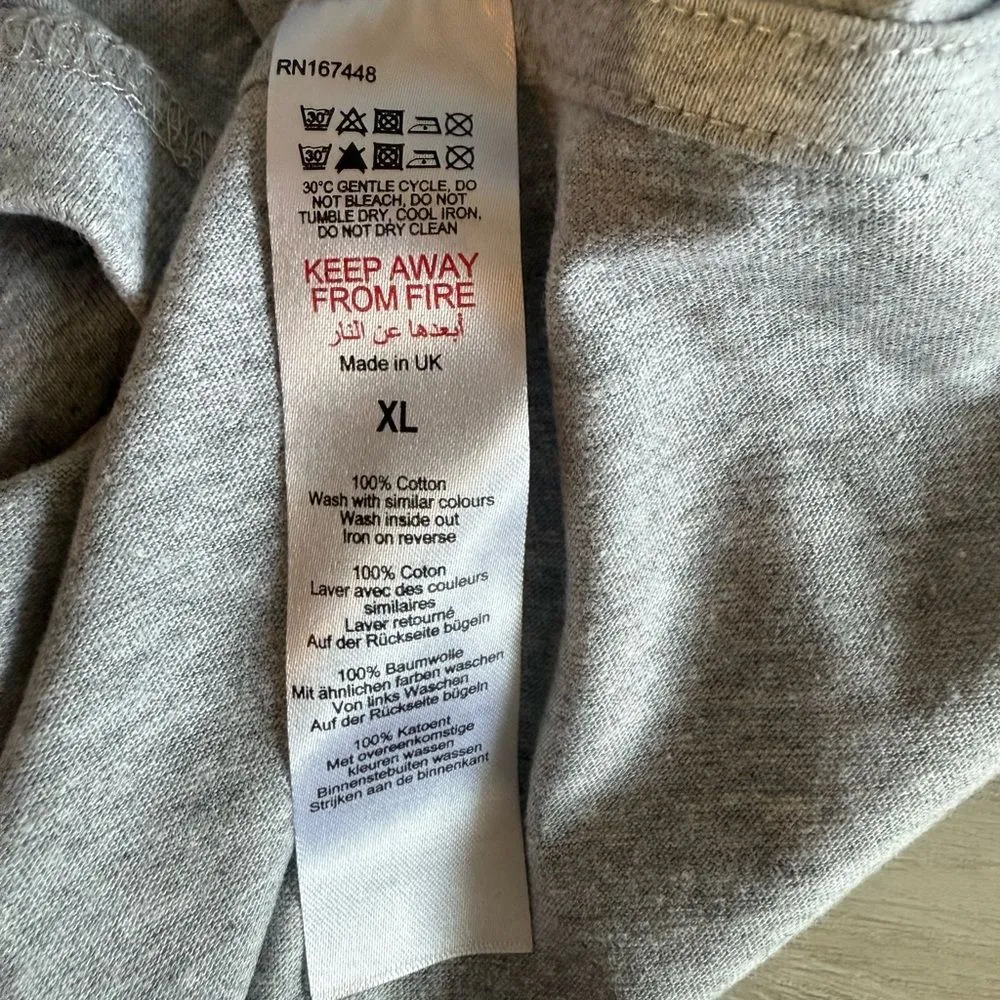 RN167448
30
30
30°C GENTLE CYCLE, DO
NOT BLEACH, DO NOT
TUMBLE DRY, COOL IRON,
DO NOT DRY CLEAN
KEEP AWAY
FROM FIRE
أبعدها عن النار
Made in UK
XL
100% Cotton
Wash with similar colours
Wash inside out
Iron on reverse
100% Coton
Laver avec des couleurs
similaires
Laver retourné
Auf der Rückseite bügeln
100% Baumwolle
Mit ähnlichen farben waschen
Von links Waschen
Auf der Rückseite bügeln
100% Katoent
Met overeenkomstige
kleuren wassen
Binnenstebuiten wassen
Strijken aan de binnenkant